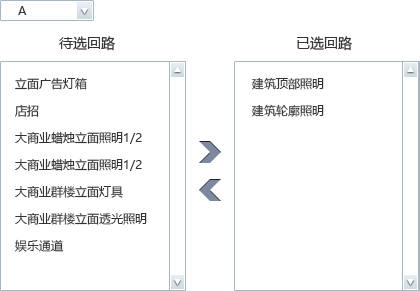 A
待选回路
已选回路
立面广告灯箱
店招
大商业蜡烛立面照明1/2
大商业蜡烛立面照明1/2
大商业群楼立面灯具
大商业群楼立面透光照明
娱乐通道
建筑顶部照明
建筑轮廓照明